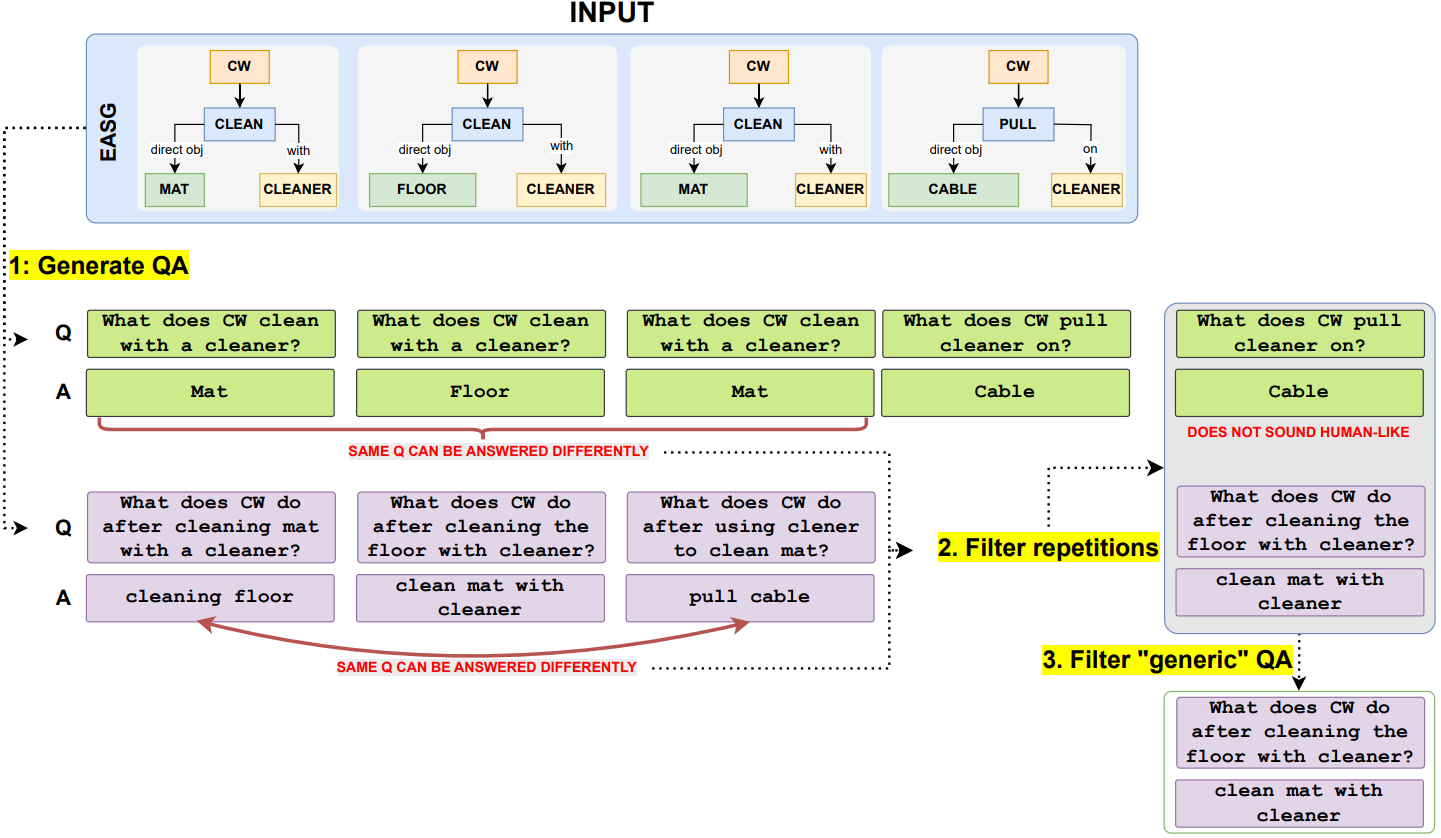 INPUT
EASG
CW
CLEAN
direct obj
with
MAT
CLEANER
CW
CLEAN
direct obj
with
FLOOR
CLEANER
CW
CLEAN
direct obj
with
MAT
CLEANER
CW
PULL
direct obj
on
CABLE
CLEANER
1: Generate QA
Q
What does CW clean
with a cleaner?
What does CW clean
with a cleaner?
What does CW clean
with a cleaner?
What does CW pull
cleaner on?
A
Mat
Floor
Mat
Cable
SAME Q CAN BE ANSWERED DIFFERENTLY
Q
What does CW do
after cleaning mat
with a cleaner?
What does CW do
after cleaning the
floor with cleaner?
What does CW do
after using clener
to clean mat?
A
cleaning floor
clean mat with
cleaner
pull cable
SAME Q CAN BE ANSWERED DIFFERENTLY
2. Filter repetitions
What does CW pull
cleaner on?
Cable
DOES NOT SOUND HUMAN-LIKE
What does CW do
after cleaning the
floor with cleaner?
clean mat with
cleaner
3. Filter "generic" QA
What does CW do
after cleaning the
floor with cleaner?
clean mat with
cleaner